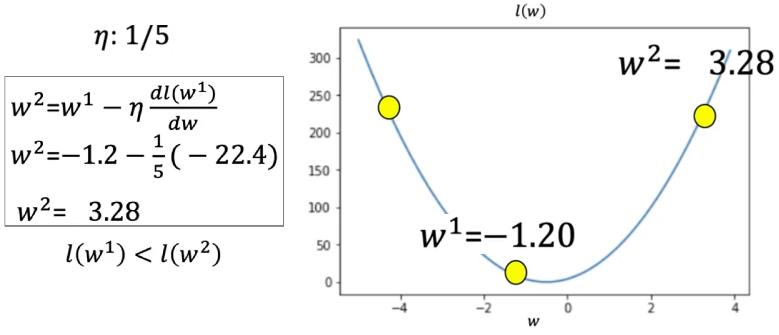 η: 1/5
w²=w¹ − η dl(w¹)/dw
w²=−1.2 − 1/5 ( − 22.4)
w²= 3.28
l(w¹) < l(w²)
l(w)
w²= 3.28
w¹=−1.20
300
250
200
150
100
50
0
−4 −2 0 2 4
w